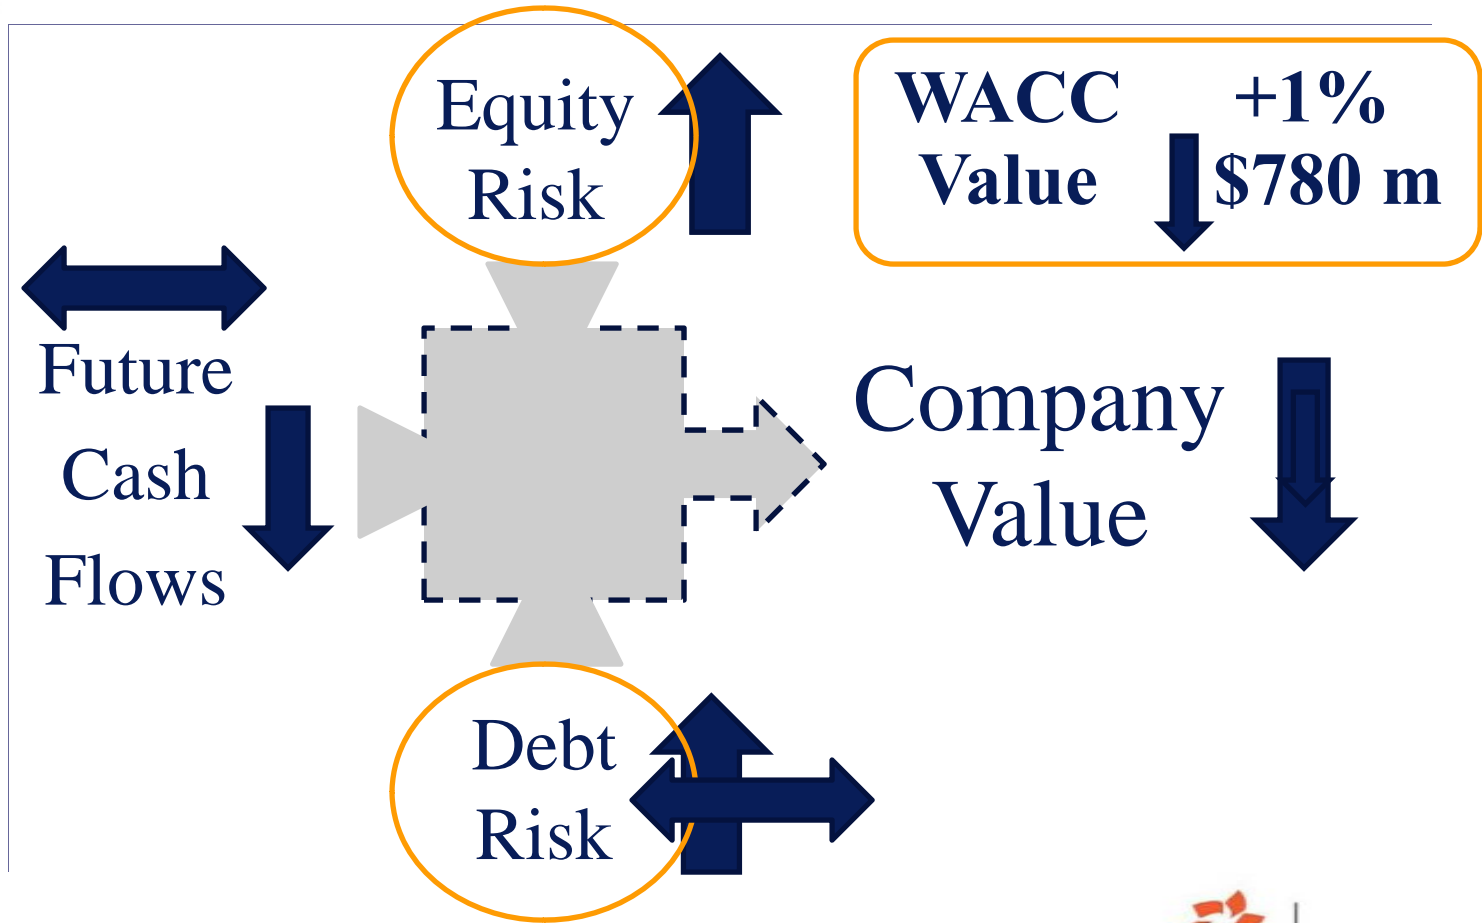 Equity
Risk
WACC +1%
Value $780 m
Future
Cash
Flows
Company
Value
Debt
Risk